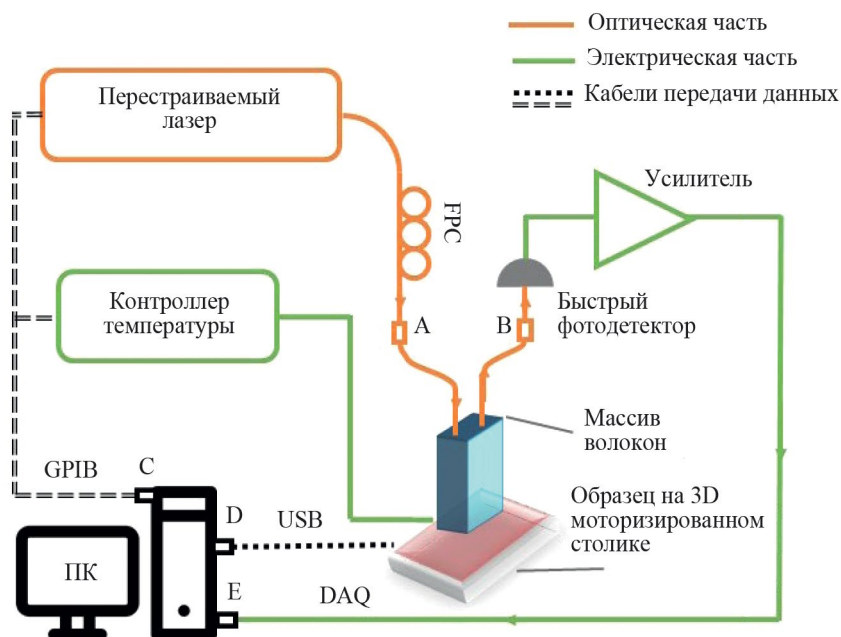 Оптическая часть
Электрическая часть
Кабели передачи данных
Перестраиваемый
лазер
FPC
Усилитель
Контроллер
температуры
A
B
Быстрый
фотодетектор
Массив
волокон
GPIB
C
D
USB
Образец на 3D
моторизированном
столике
ПК
E
DAQ